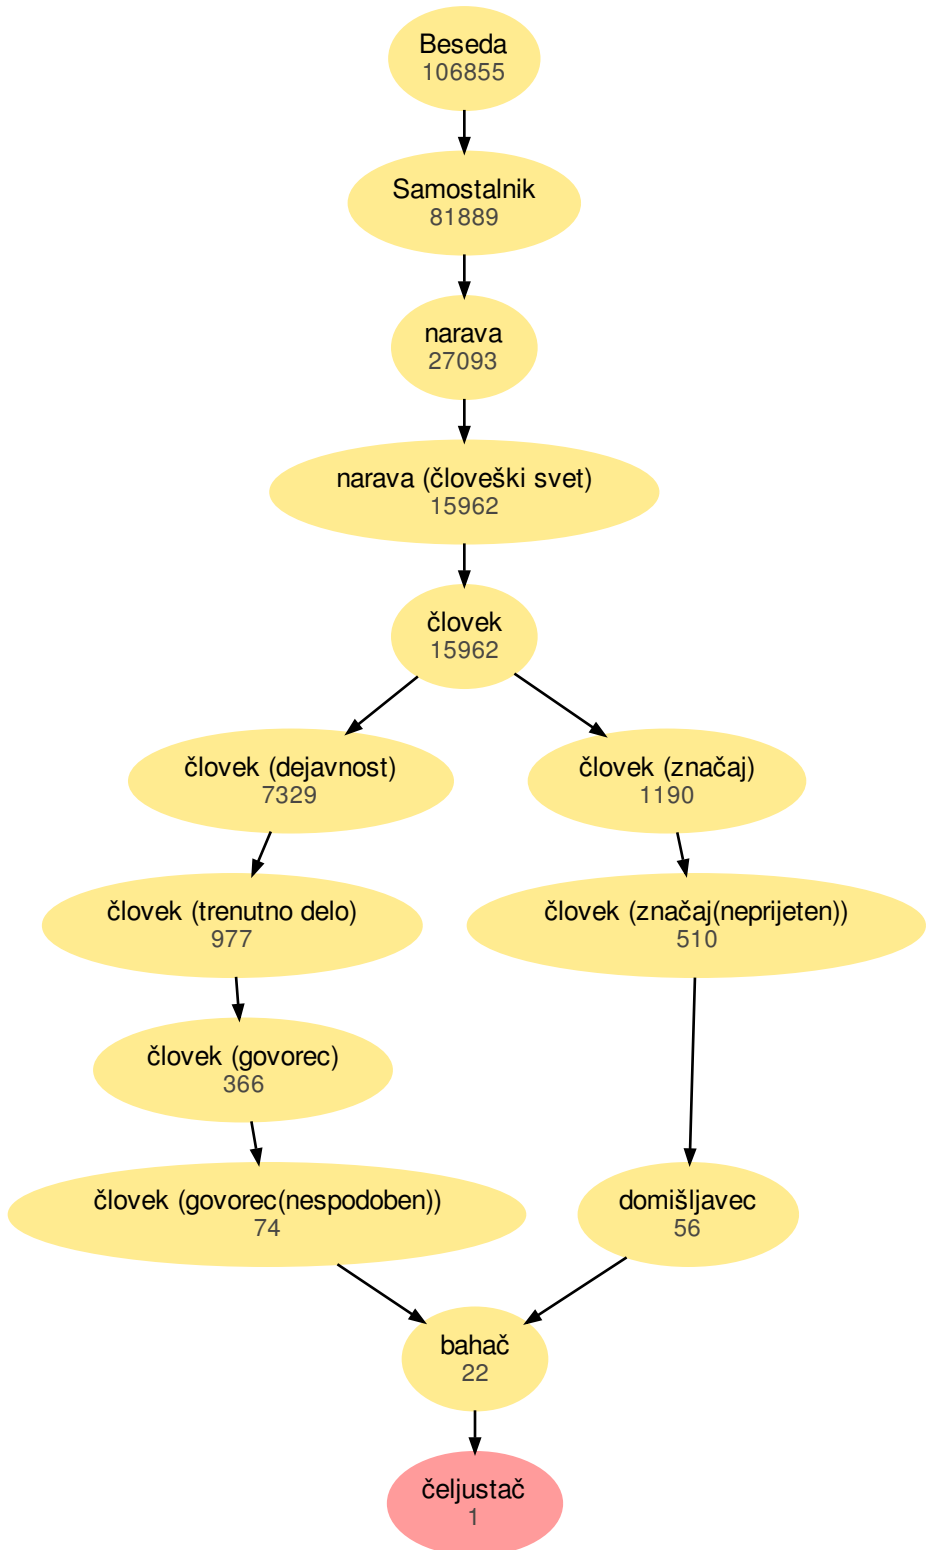 Beseda
106855
Samostalnik
81889
narava
27093
narava (človeški svet)
15962
človek
15962
človek (dejavnost)
7329
človek (značaj)
1190
človek (trenutno delo)
977
človek (značaj(neprijeten))
510
človek (govorec)
366
človek (govorec(nespodoben))
74
domišljavec
56
bahač
22
čeljustač
1